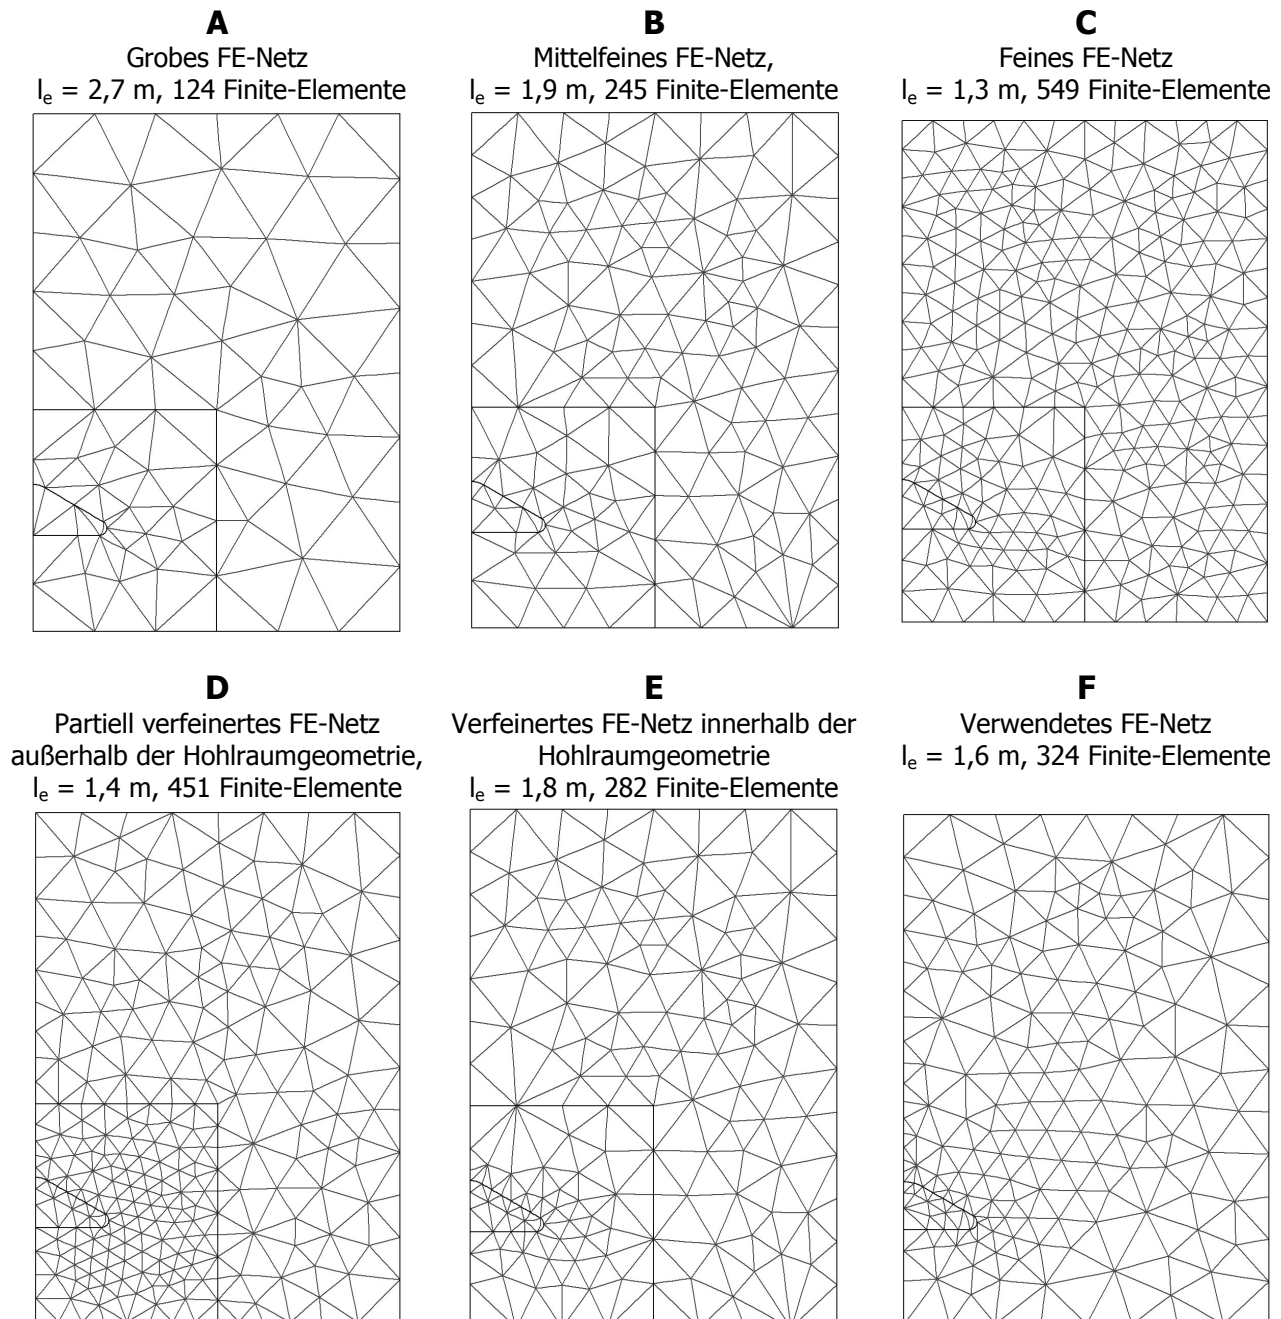 A
Grobes FE-Netz
le = 2,7 m, 124 Finite-Elemente
B
Mittelfeines FE-Netz,
le = 1,9 m, 245 Finite-Elemente
C
Feines FE-Netz
le = 1,3 m, 549 Finite-Elemente
D
Partiell verfeinertes FE-Netz
außerhalb der Hohlraumgeometrie,
le = 1,4 m, 451 Finite-Elemente
E
Verfeinertes FE-Netz innerhalb der
Hohlraumgeometrie
le = 1,8 m, 282 Finite-Elemente
F
Verwendetes FE-Netz
le = 1,6 m, 324 Finite-Elemente